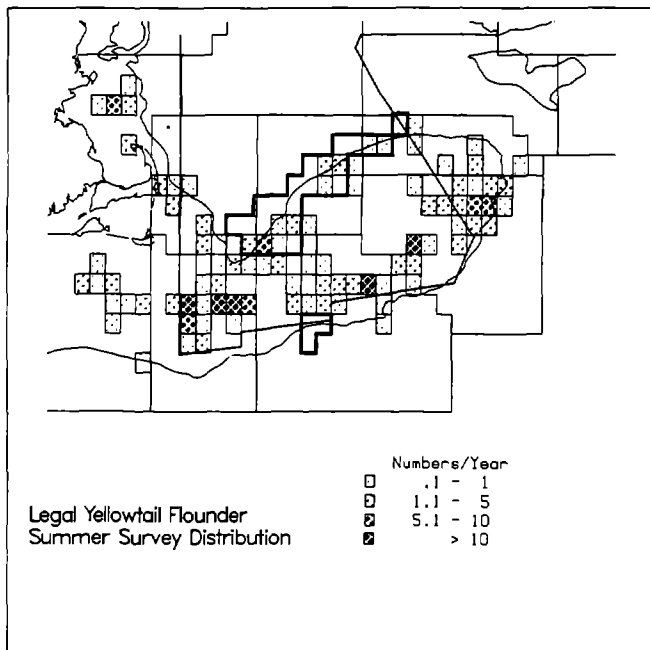 Numbers/Year
.1 - 1
1.1 - 5
5.1 - 10
> 10
Legal Yellowtail Flounder
Summer Survey Distribution